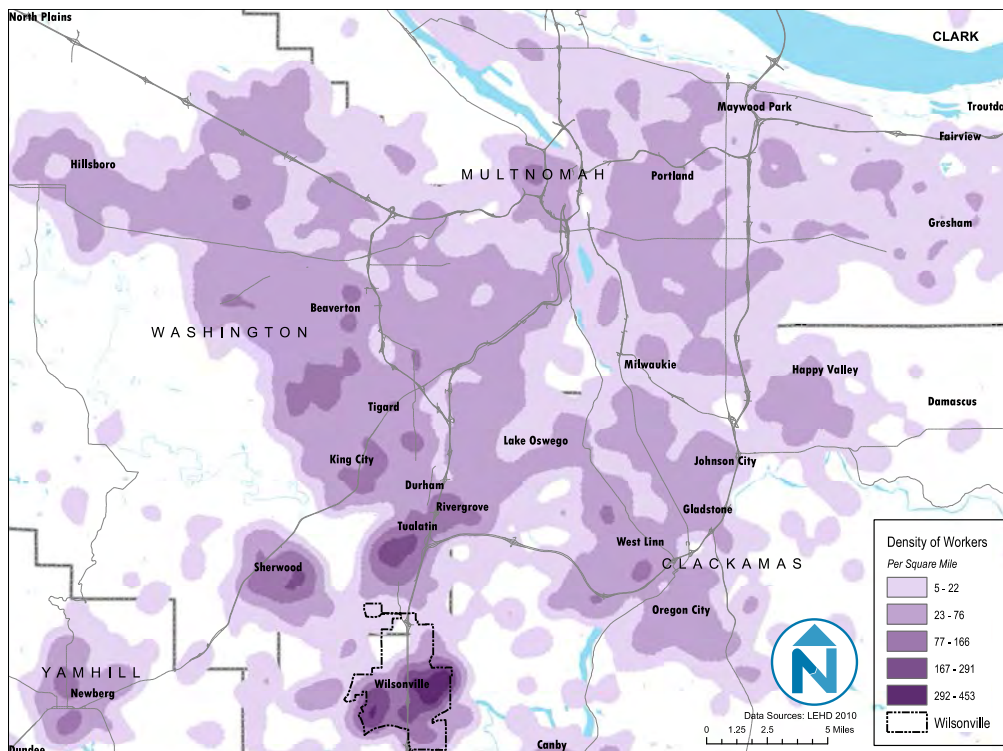 North Plains
CLARK
Maywood Park
Troutda
Fairview
Hillsboro
MULTNOMAH
Portland
Gresham
Beaverton
WASHINGTON
Milwaukie
Happy Valley
Tigard
Damascus
Lake Oswego
King City
Johnson City
Durham
Rivergrove
Gladstone
Tualatin
West Linn
Sherwood
CLACKAMAS
Oregon City
YAMHILL
Wilsonville
Newberg
Dundee
Canby
Density of Workers
Per Square Mile
5 - 22
23 - 76
77 - 166
167 - 291
292 - 453
Wilsonville
N
Data Sources: LEHD 2010
0 1.25 2.5 5 Miles